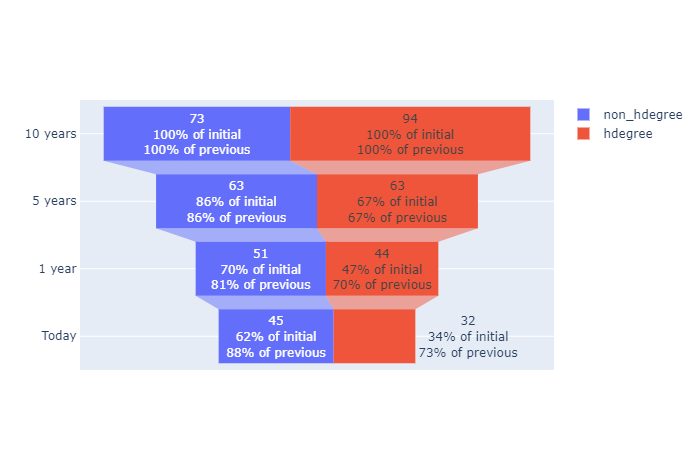 10 years
73
100% of initial
100% of previous
94
100% of initial
100% of previous
5 years
63
86% of initial
86% of previous
63
67% of initial
67% of previous
1 year
51
70% of initial
81% of previous
44
47% of initial
70% of previous
Today
45
62% of initial
88% of previous
32
34% of initial
73% of previous
non_hdegree
hdegree